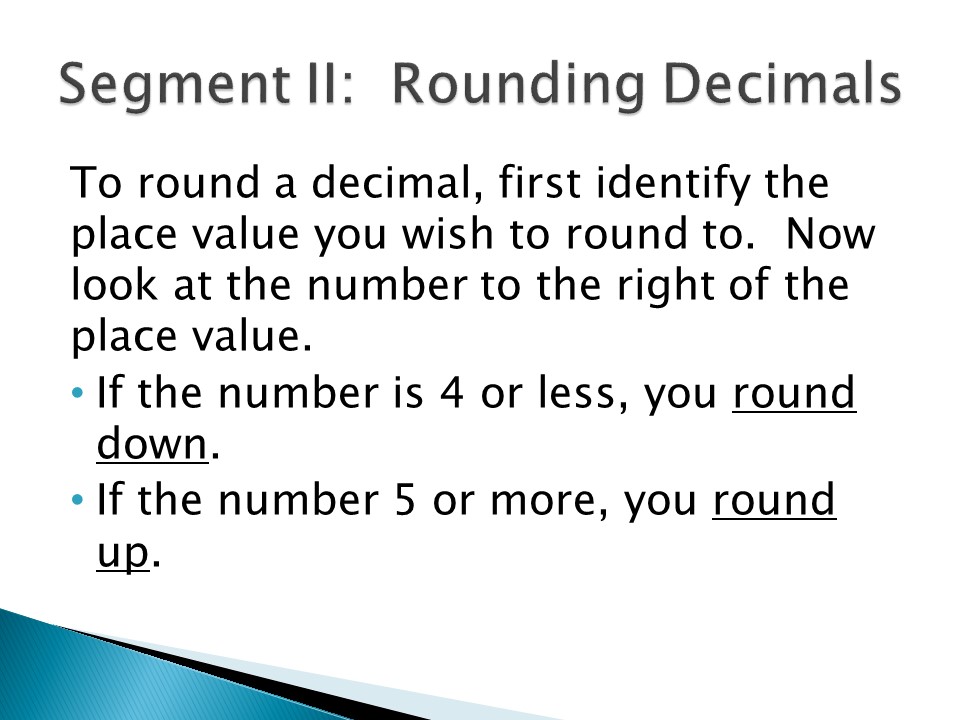 Segment II:  Rounding Decimals
To round a decimal, first identify the
place value you wish to round to.  Now
look at the number to the right of the
place value.
• If the number is 4 or less, you round
down.
• If the number 5 or more, you round
up.